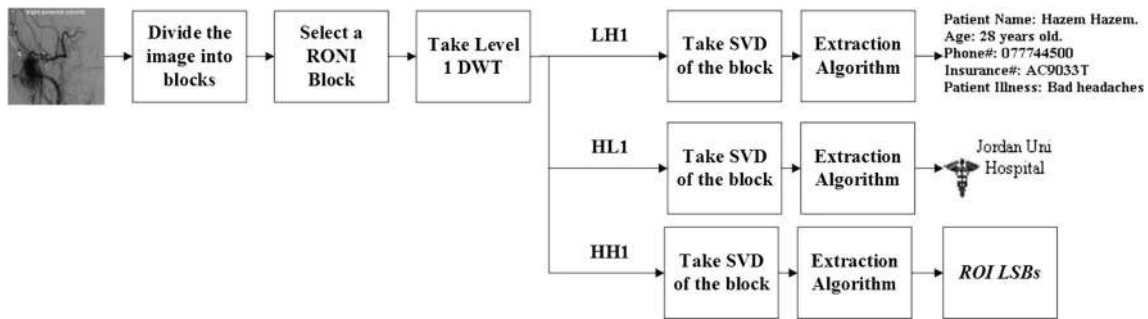 Divide the
image into
blocks
Select a
RONI
Block
Take Level
1 DWT
LH1
Take SVD
of the block
Extraction
Algorithm
Patient Name: Hazem Hazem.
Age: 28 years old.
Phone#: 077744500
Insurance#: AC9033T
Patient Illness: Bad headaches
HL1
Take SVD
of the block
Extraction
Algorithm
Jordan Uni
Hospital
HH1
Take SVD
of the block
Extraction
Algorithm
ROI LSBs